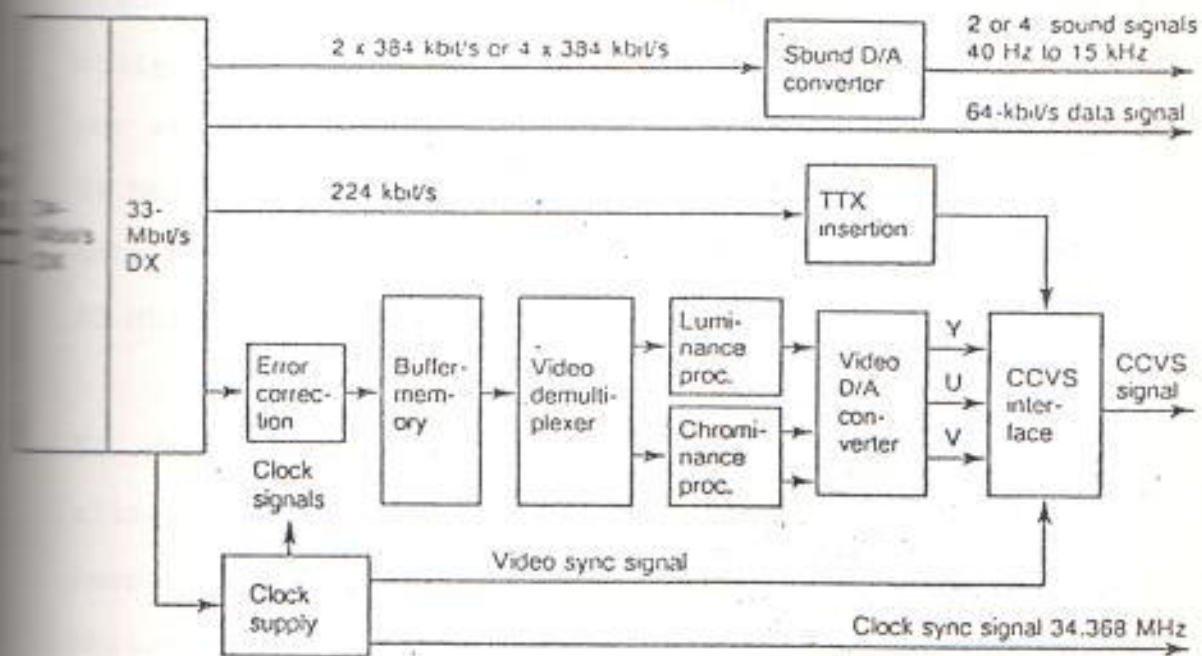 2 x 384 kbit/s or 4 x 384 kbit/s
Sound D/A
converter
2 or 4 sound signals
40 Hz to 15 kHz
64-kbit/s data signal
224 kbit/s
TTX
insertion
33-
Mbit/s
DX
Error
correc-
tion
Buffer-
mem-
ory
Video
demulti-
plexer
Lumi-
nance
proc.
Chromi-
nance
proc.
Video
D/A
con-
verter
Y
U
V
CCVS
inter-
face
CCVS
signal
Clock
signals
Clock
supply
Video sync signal
Clock sync signal 34.368 MHz